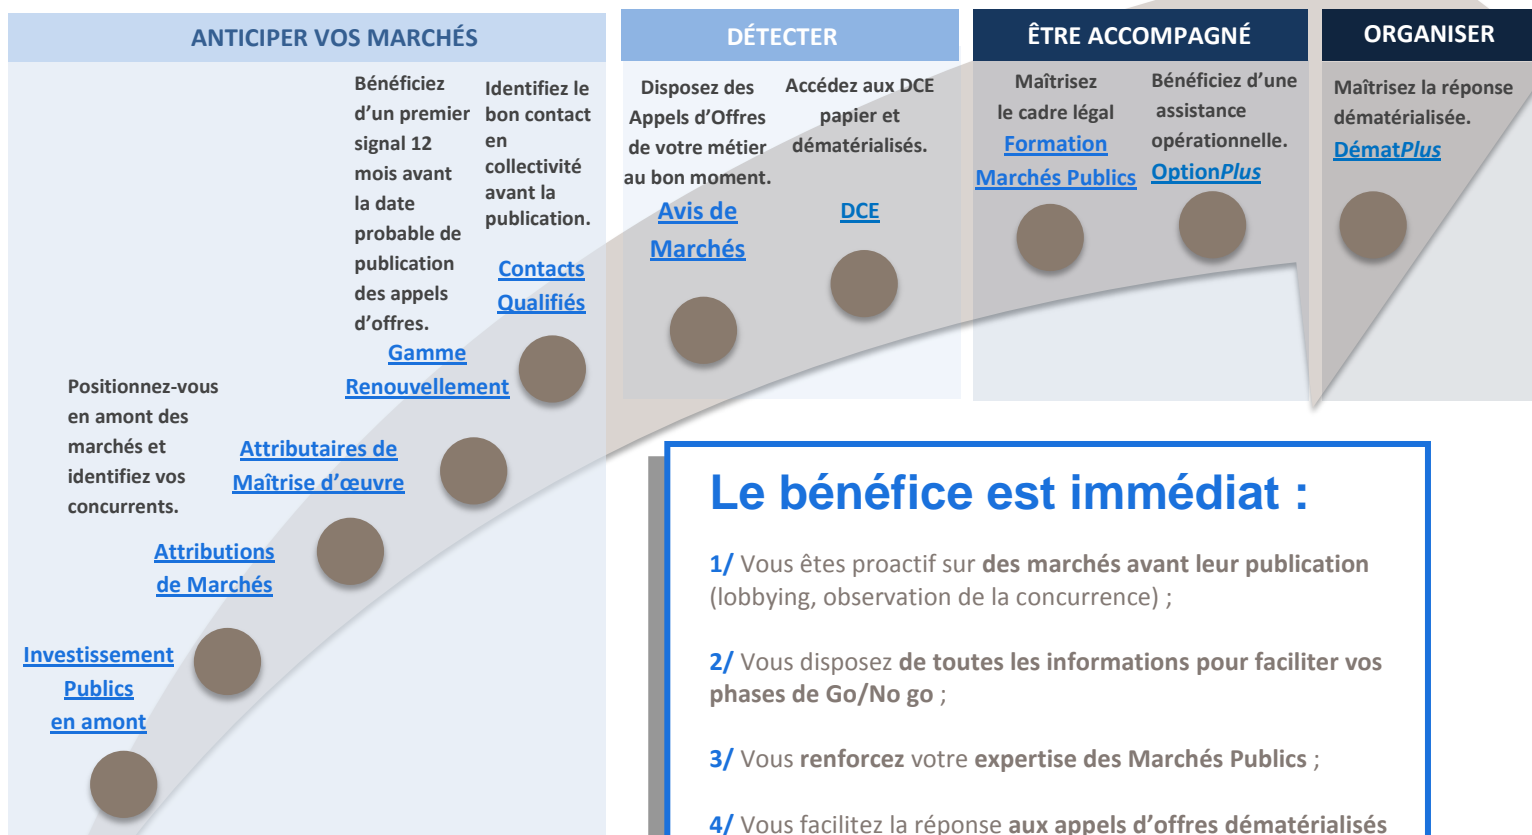 ANTICIPER VOS MARCHÉS
Bénéficiez
d’un premier
signal 12
mois avant
la date
probable de
publication
des appels
d’offres.
Identifiez le
bon contact
en
collectivité
avant la
publication.
Contacts
Qualifiés
Gamme
Renouvellement
Positionnez-vous
en amont des
marchés et
identifiez vos
concurrents.
Attributaires de
Maîtrise d’œuvre
Attributions
de Marchés
Investissement
Publics
en amont
DÉTECTER
Disposez des
Appels d’Offres
de votre métier
au bon moment.
Avis de
Marchés
Accédez aux DCE
papier et
dématérialisés.
DCE
ÊTRE ACCOMPAGNÉ
Maîtrisez
le cadre légal
Formation
Marchés Publics
Bénéficiez d’une
assistance
opérationnelle.
OptionPlus
ORGANISER
Maîtrisez la réponse
dématérialisée.
DématPlus
Le bénéfice est immédiat :
1/ Vous êtes proactif sur des marchés avant leur publication
(lobbying, observation de la concurrence) ;
2/ Vous disposez de toutes les informations pour faciliter vos
phases de Go/No go ;
3/ Vous renforcez votre expertise des Marchés Publics ;
4/ Vous facilitez la réponse aux appels d’offres dématérialisés